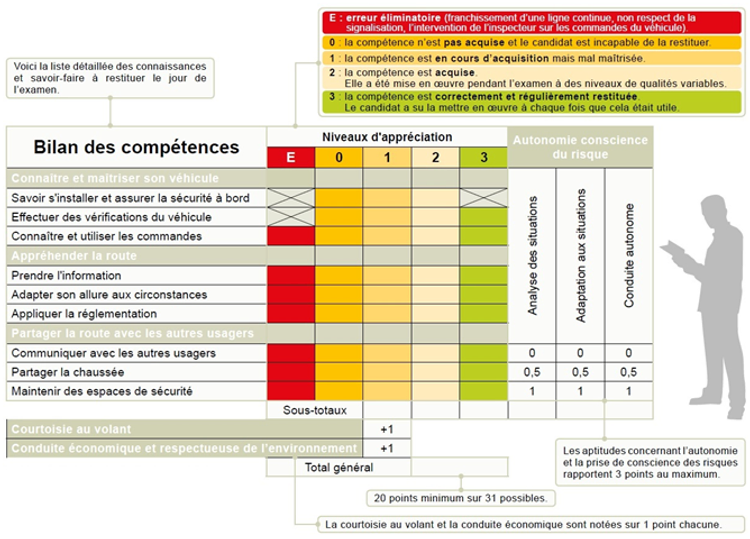 E : erreur éliminatoire (franchissement d'une ligne continue, non respect de la
signalisation, l'intervention de l'inspecteur sur les commandes du véhicule).
0 : la compétence n'est pas acquise et le candidat est incapable de la restituer.
1 : la compétence est en cours d'acquisition mais mal maîtrisée.
2 : la compétence est acquise.
Elle a été mise en œuvre pendant l'examen à des niveaux de qualités variables.
3 : la compétence est correctement et régulièrement restituée.
Le candidat a su la mettre en œuvre à chaque fois que cela était utile.
Voici la liste détaillée des connaissances
et savoir-faire à restituer le jour de
l'examen.
Bilan des compétences
Niveaux d'appréciation
E 0 1 2 3
Autonomie conscience
du risque
Connaître et maîtriser son véhicule
Savoir s'installer et assurer la sécurité à bord
Effectuer des vérifications du véhicule
Connaître et utiliser les commandes
Appréhender la route
Prendre l'information
Adapter son allure aux circonstances
Appliquer la réglementation
Partager la route avec les autres usagers
Analyse des situations
Adaptation aux situations
Conduite autonome
Communiquer avec les autres usagers 0 0 0
Partager la chaussée 0,5 0,5 0,5
Maintenir des espaces de sécurité 1 1 1
Sous-totaux
Courtoisie au volant +1
Conduite économique et respectueuse de l'environnement +1
Total général
Les aptitudes concernant l'autonomie
et la prise de conscience des risques
rapportent 3 points au maximum.
20 points minimum sur 31 possibles.
La courtoisie au volant et la conduite économique sont notées sur 1 point chacune.